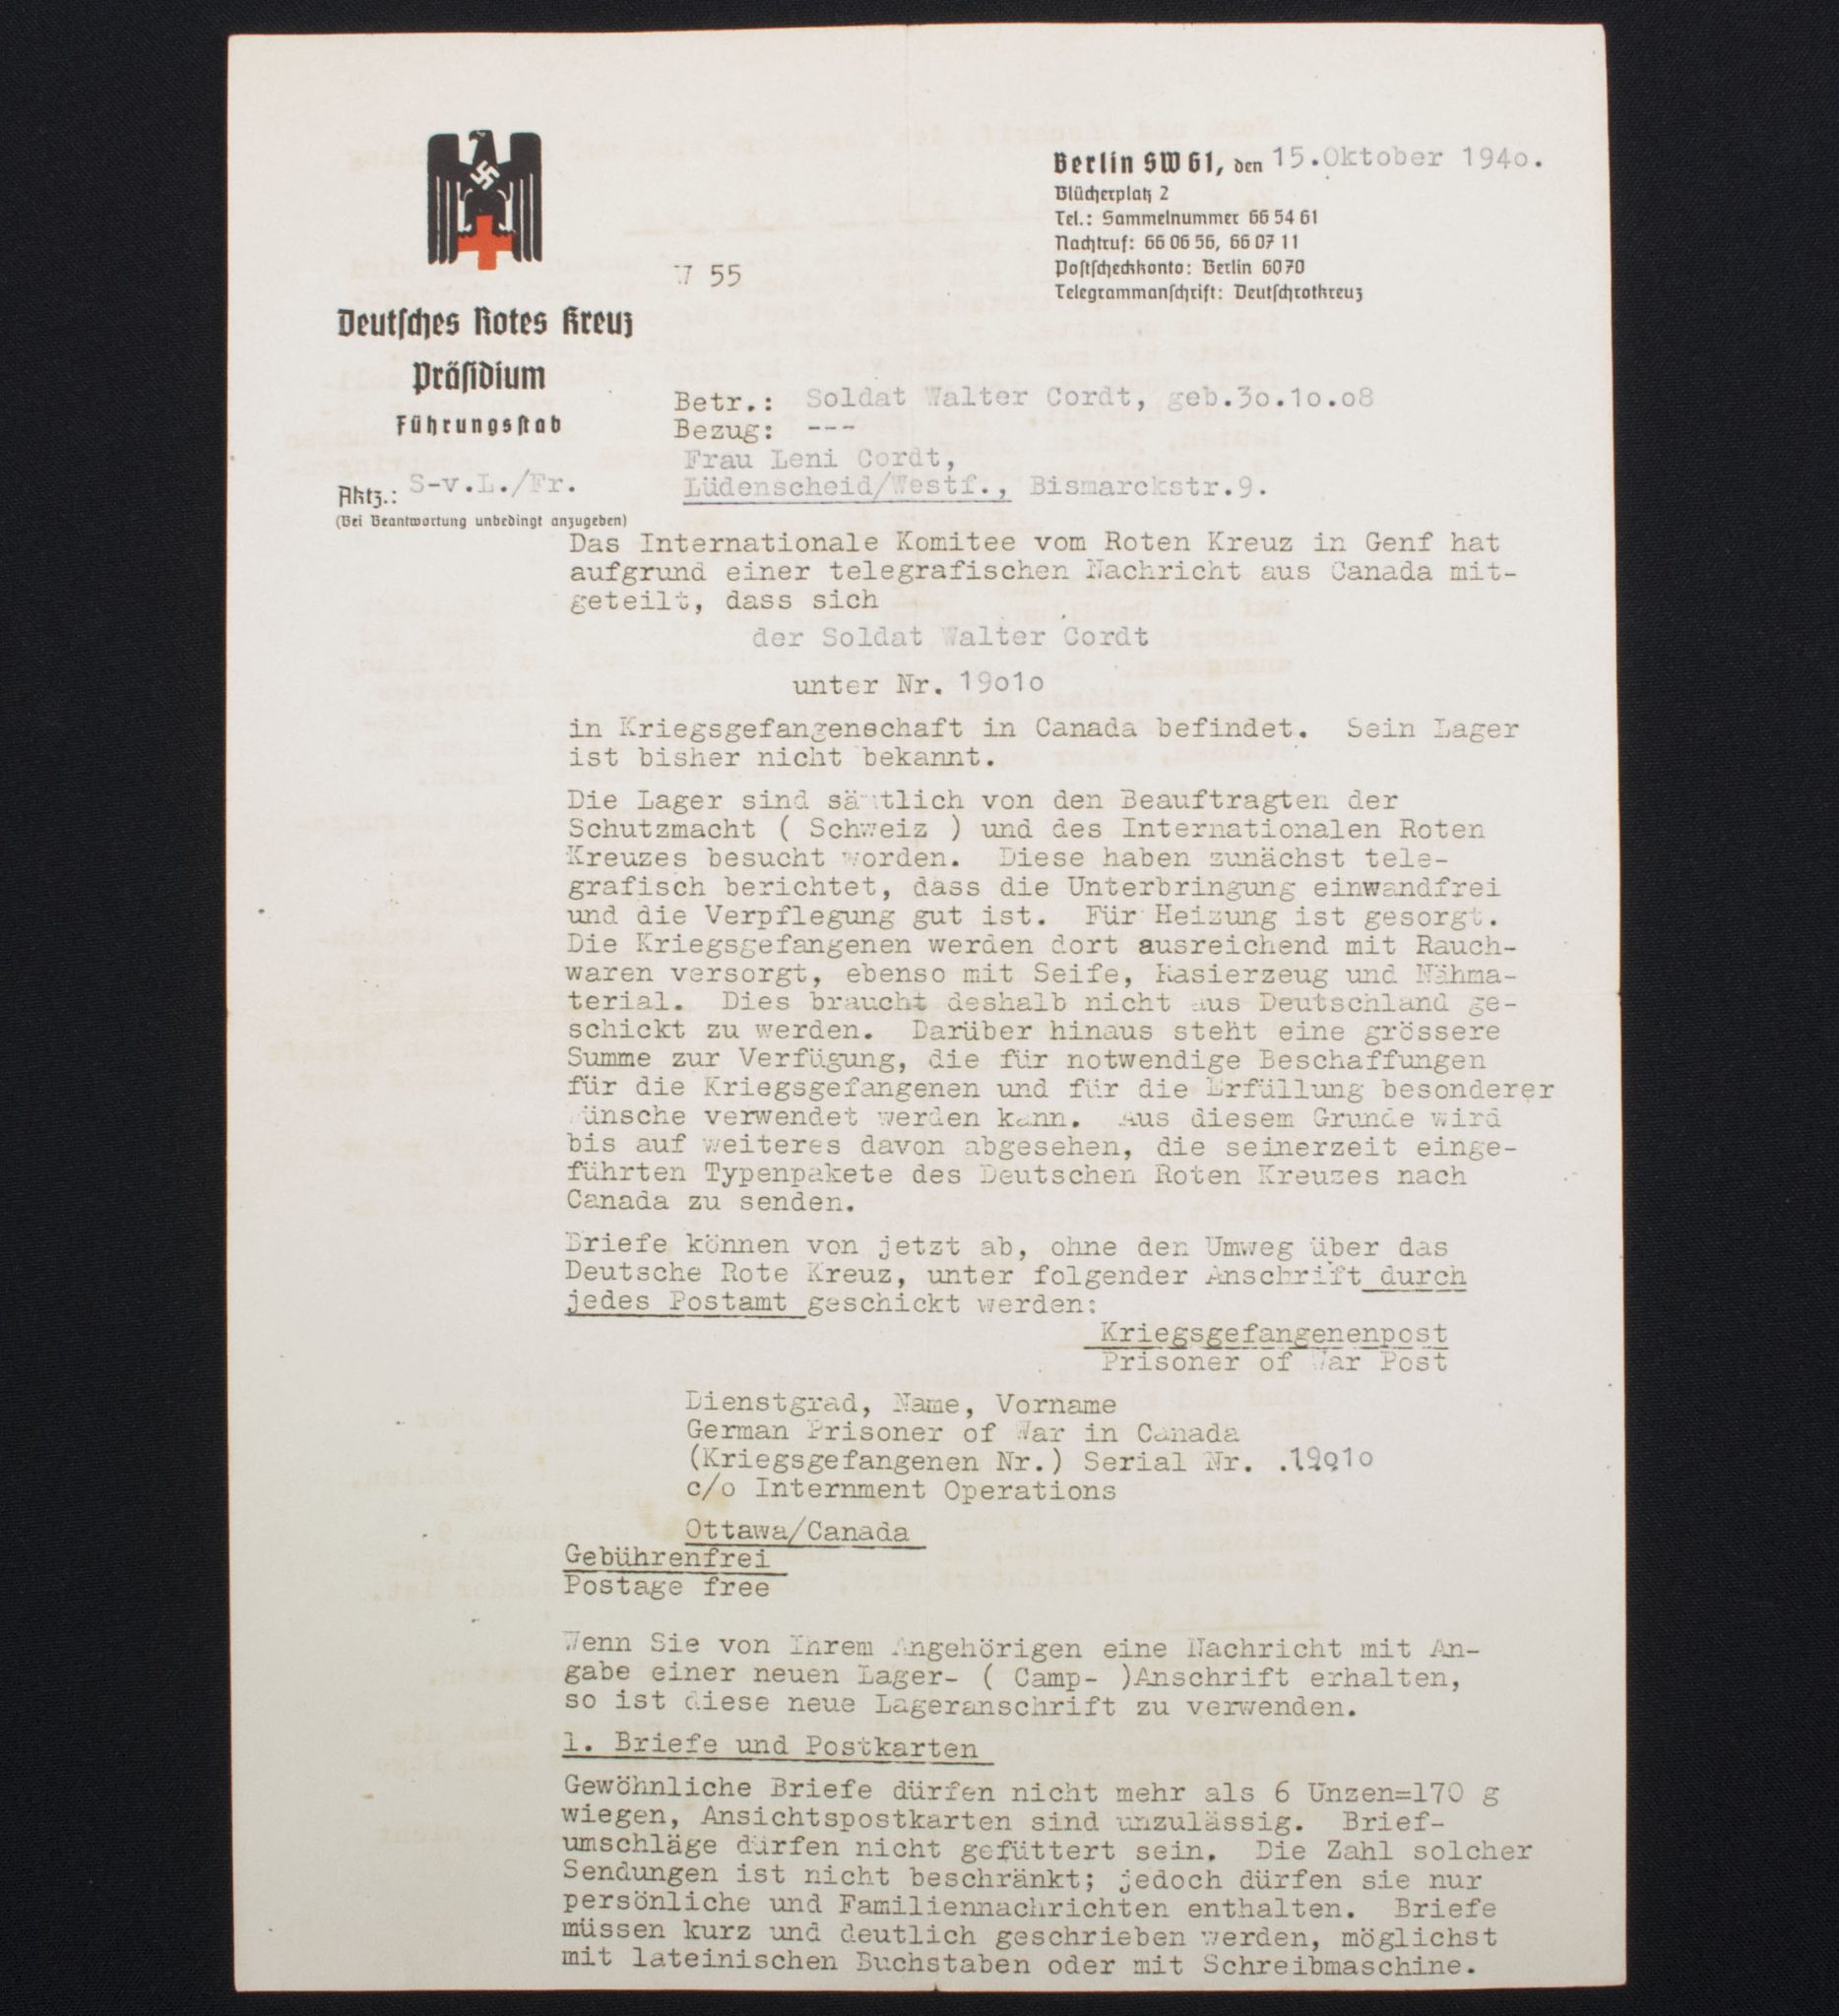 Berlin SW 61, den 15.Oktober 194o.
Blücherplatz 2
Tel.: Sammelnummer 66 54 61
Nachtruf: 66 06 56, 66 07 11
Postscheckkonto: Berlin 6070
Telegrammanschrift: Deutschrotkreuz
V 55
Deutsches Rotes Kreuz
Präsidium
Führungsstab
Aktz.: S-v.L./Fr.
(Bei Beantwortung unbedingt anzugeben)
Betr.: Soldat Walter Cordt, geb.3o.1o.o8
Bezug: ---
Frau Leni Cordt,
Lüdenscheid/Westf., Bismarckstr.9.
Das Internationale Komitee vom Roten Kreuz in Genf hat
aufgrund einer telegrafischen Nachricht aus Canada mit-
geteilt, dass sich
der Soldat Walter Cordt
unter Nr. 19o1o
in Kriegsgefangenschaft in Canada befindet. Sein Lager
ist bisher nicht bekannt.
Die Lager sind sämtlich von den Beauftragten der
Schutzmacht ( Schweiz ) und des Internationalen Roten
Kreuzes besucht worden. Diese haben zunächst tele-
grafisch berichtet, dass die Unterbringung einwandfrei
und die Verpflegung gut ist. Für Heizung ist gesorgt.
Die Kriegsgefangenen werden dort ausreichend mit Rauch-
waren versorgt, ebenso mit Seife, Rasierzeug und Nähma-
terial. Dies braucht deshalb nicht aus Deutschland ge-
schickt zu werden. Darüber hinaus steht eine grössere
Summe zur Verfügung, die für notwendige Beschaffungen
für die Kriegsgefangenen und für die Erfüllung besonderer
Wünsche verwendet werden kann. Aus diesem Grunde wird
bis auf weiteres davon abgesehen, die seinerzeit einge-
führten Typenpakete des Deutschen Roten Kreuzes nach
Canada zu senden.
Briefe können von jetzt ab, ohne den Umweg über das
Deutsche Rote Kreuz, unter folgender Anschrift durch
jedes Postamt geschickt werden:
Kriegsgefangenenpost
Prisoner of War Post
Dienstgrad, Name, Vorname
German Prisoner of War in Canada
(Kriegsgefangenen Nr.) Serial Nr. .19o1o
c/o Internment Operations
Ottawa/Canada
Gebührenfrei
Postage free
Wenn Sie von Ihrem Angehörigen eine Nachricht mit An-
gabe einer neuen Lager- ( Camp- )Anschrift erhalten,
so ist diese neue Lageranschrift zu verwenden.
1. Briefe und Postkarten
Gewöhnliche Briefe dürfen nicht mehr als 6 Unzen=170 g
wiegen, Ansichtspostkarten sind unzulässig. Brief-
umschläge dürfen nicht gefüttert sein. Die Zahl solcher
Sendungen ist nicht beschränkt; jedoch dürfen sie nur
persönliche und Familiennachrichten enthalten. Briefe
müssen kurz und deutlich geschrieben werden, möglichst
mit lateinischen Buchstaben oder mit Schreibmaschine.